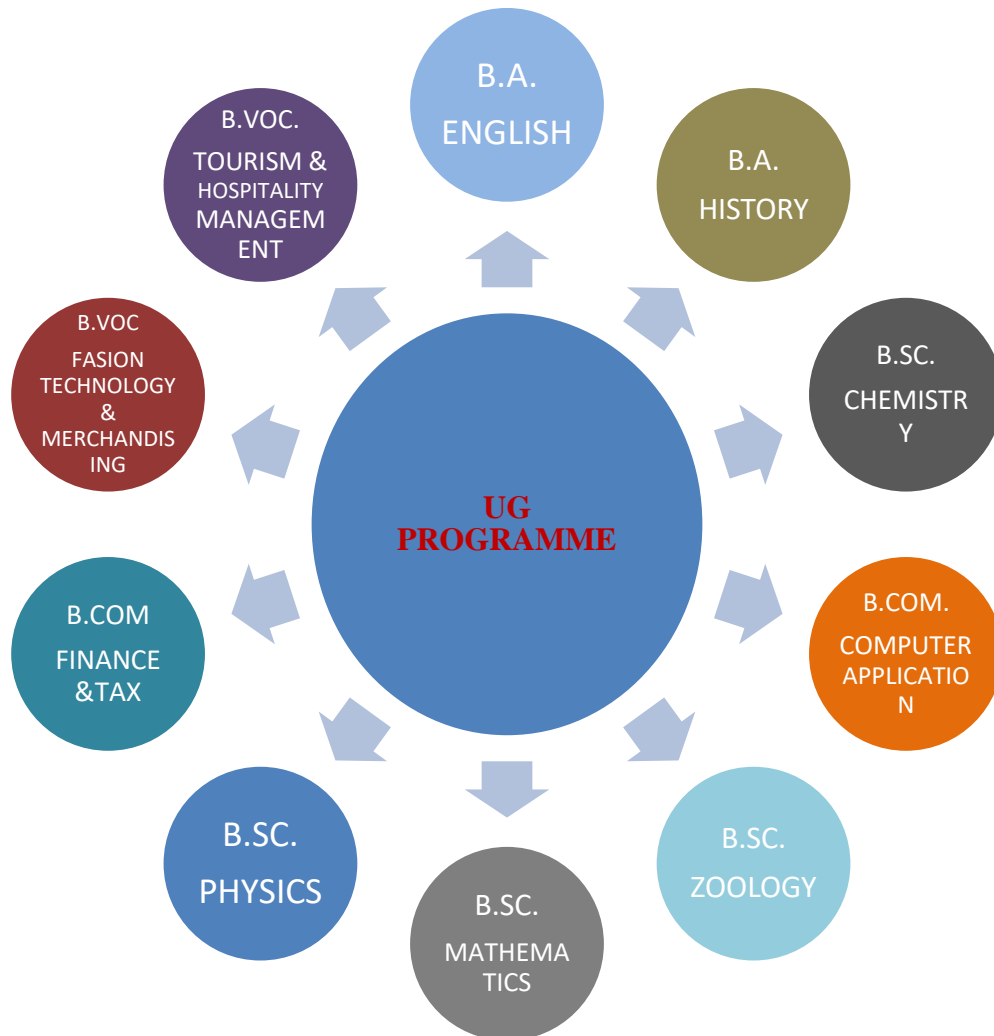 B.A.
ENGLISH
B.A.
HISTORY
B.SC.
CHEMISTR
Y
B.COM.
COMPUTER
APPLICATIO
N
B.SC.
ZOOLOGY
B.SC.
MATHEMA
TICS
B.SC.
PHYSICS
B.COM
FINANCE
&TAX
B.VOC
FASION
TECHNOLOGY
&
MERCHANDIS
ING
B.VOC.
TOURISM &
HOSPITALITY
MANAGEM
ENT
UG
PROGRAMME